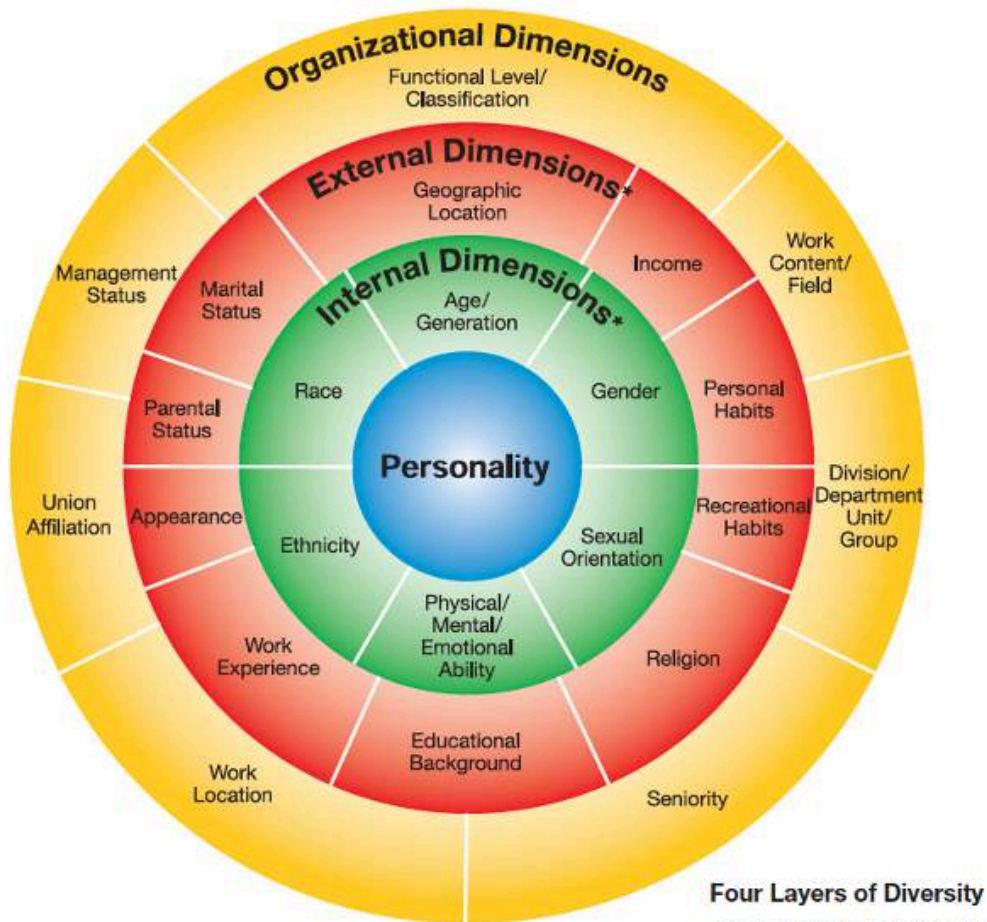 Organizational Dimensions
Functional Level/
Classification
External Dimensions*
Geographic
Location
Income
Work
Content/
Field
Management
Status
Marital
Status
Internal Dimensions*
Age/
Generation
Race
Gender
Personal
Habits
Parental
Status
Personality
Division/
Department
Unit/
Group
Union
Affiliation
Appearance
Ethnicity
Sexual
Orientation
Recreational
Habits
Physical/
Mental/
Emotional
Ability
Work
Experience
Religion
Educational
Background
Work
Location
Seniority
Four Layers of Diversity